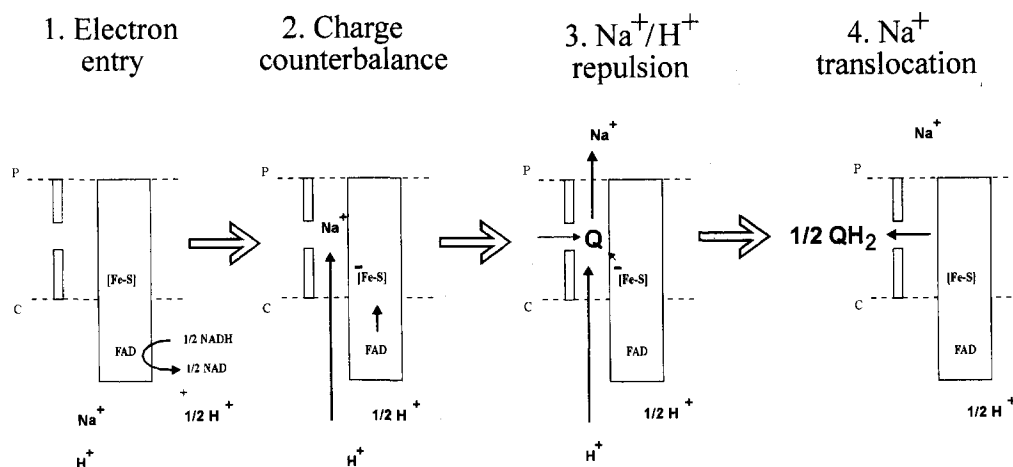 1. Electron
entry
2. Charge
counterbalance
3. Na+/H+
repulsion
4. Na+
translocation
P
[Fe-S]
C
FAD
1/2 NADH
1/2 NAD
+
1/2 H +
Na+
H+
P
Na+
-
[Fe-S]
C
FAD
1/2 H +
H+
Na+
P
Q
-
[Fe-S]
C
FAD
1/2 H +
H+
Na+
P
1/2 QH2
[Fe-S]
C
FAD
1/2 H +